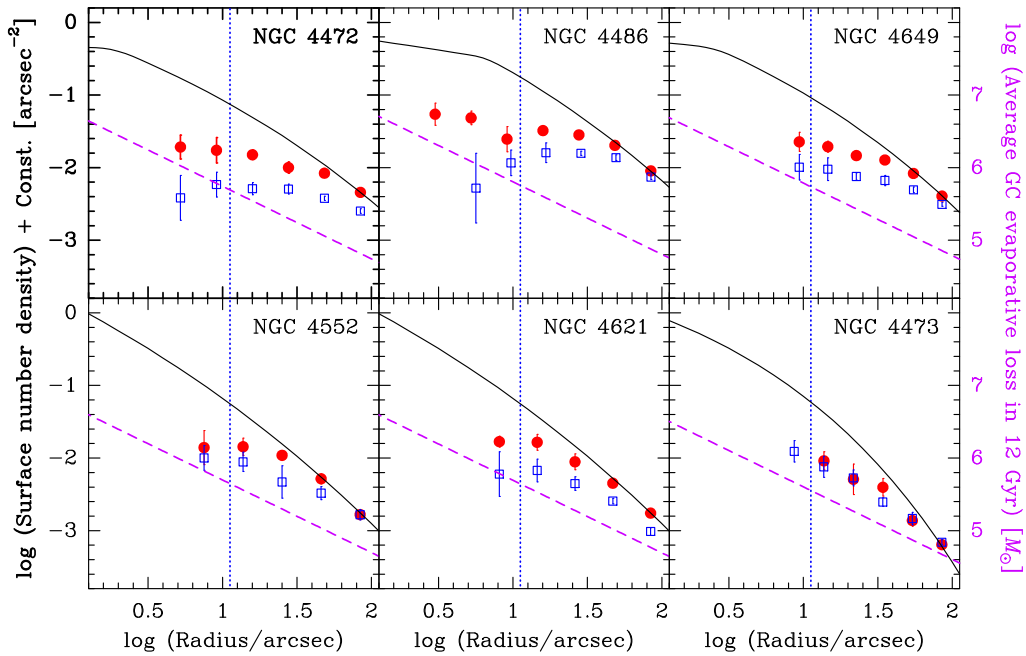 log (Surface number density) + Const. [arcsec⁻²]
0
−1
−2
−3
NGC 4472
NGC 4486
NGC 4649
7
6
5
log (Average GC evaporative loss in 12 Gyr) [M⊙]
0
−1
−2
−3
NGC 4552
NGC 4621
NGC 4473
7
6
5
0.5 1 1.5 2
0.5 1 1.5 2
0.5 1 1.5 2
log (Radius/arcsec)
log (Radius/arcsec)
log (Radius/arcsec)